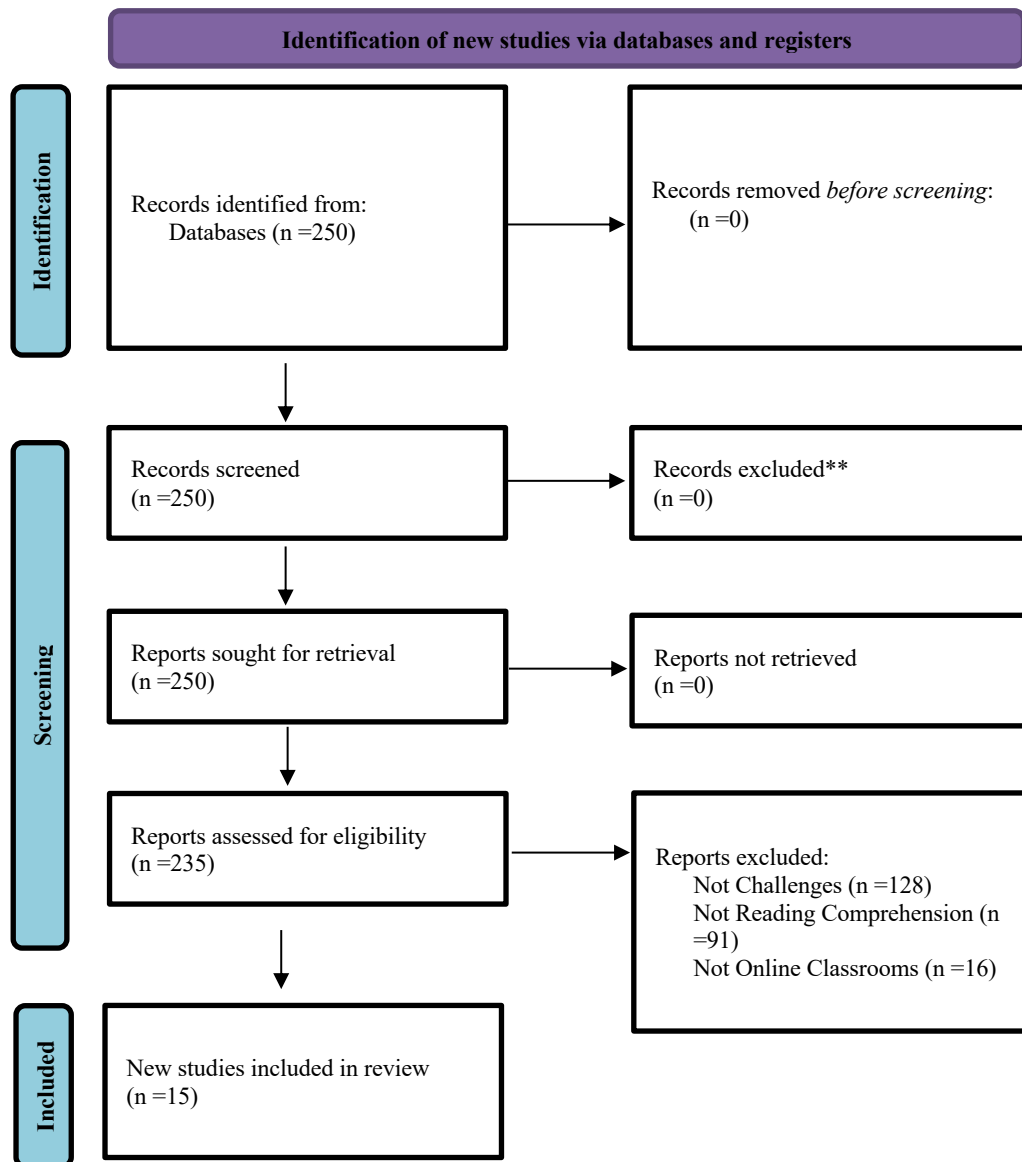 Identification of new studies via databases and registers
Identification
Records identified from:
Databases (n =250)
Records removed before screening:
(n =0)
Screening
Records screened
(n =250)
Records excluded**
(n =0)
Reports sought for retrieval
(n =250)
Reports not retrieved
(n =0)
Reports assessed for eligibility
(n =235)
Reports excluded:
Not Challenges (n =128)
Not Reading Comprehension (n
=91)
Not Online Classrooms (n =16)
Included
New studies included in review
(n =15)